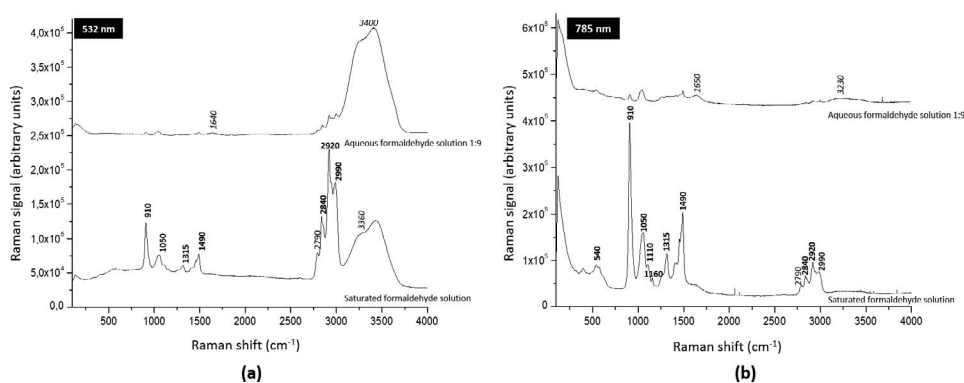 532 nm
Raman signal (arbitrary units)
4,0x10⁵
3,5x10⁵
3,0x10⁵
2,5x10⁵
2,0x10⁵
1,5x10⁵
1,0x10⁵
5,0x10⁴
0,0
3400
1640
Aqueous formaldehyde solution 1:9
2920
2990
2840
2790
3360
910
1050
1315
1490
Saturated formaldehyde solution
500 1000 1500 2000 2500 3000 3500 4000
Raman shift (cm⁻¹)
(a)
785 nm
Raman signal (arbitrary units)
6x10⁵
5x10⁵
4x10⁵
3x10⁵
2x10⁵
1x10⁵
0
1650
3230
Aqueous formaldehyde solution 1:9
910
1490
1050
1110
1160
1315
540
2790
2840
2920
2990
Saturated formaldehyde solution
500 1000 1500 2000 2500 3000 3500 4000
Raman shift (cm⁻¹)
(b)